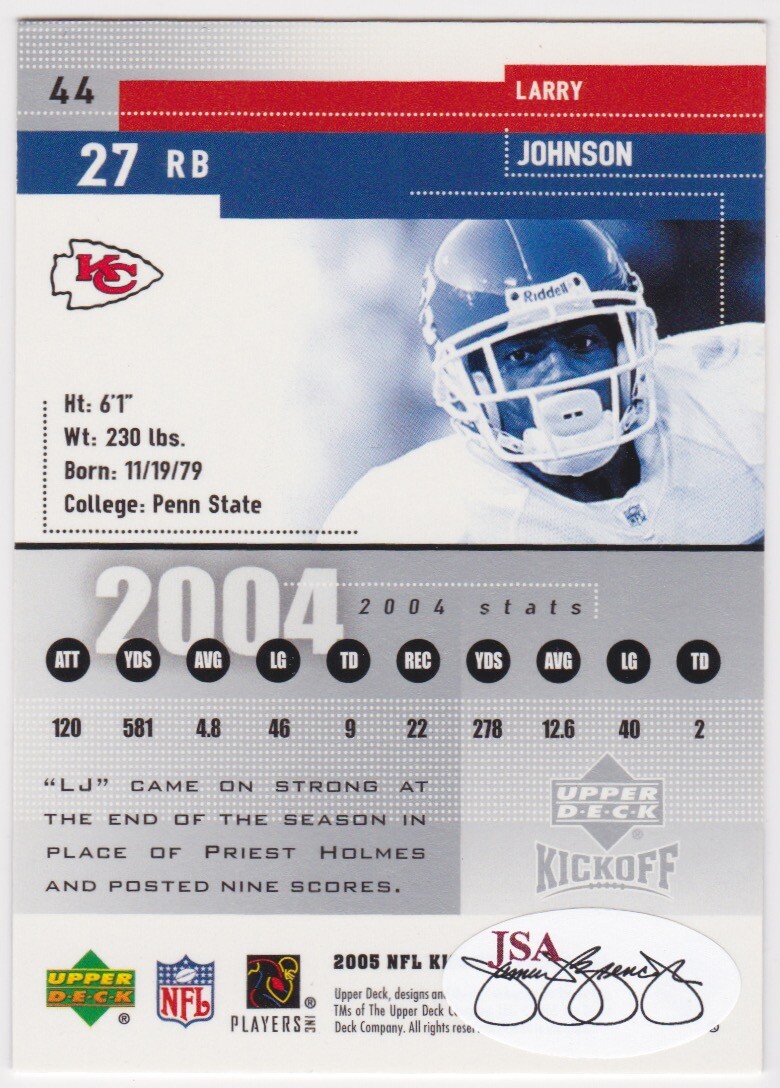 44
LARRY
27 RB
JOHNSON
KC
Riddell
Ht: 6'1"
Wt: 230 lbs.
Born: 11/19/79
College: Penn State
2004
2004 stats
ATT YDS AVG LG TD REC YDS AVG LG TD
120 581 4.8 46 9 22 278 12.6 40 2
“LJ” CAME ON STRONG AT
THE END OF THE SEASON IN
PLACE OF PRIEST HOLMES
AND POSTED NINE SCORES.
UPPER
D·E·C·K
®
KICKOFF
UPPER
D·E·C·K
®
NFL
PLAYERS INC
®
2005 NFL
Upper Deck, designs
TMs of The Upper Deck
Deck Company. All rights
JSA
®